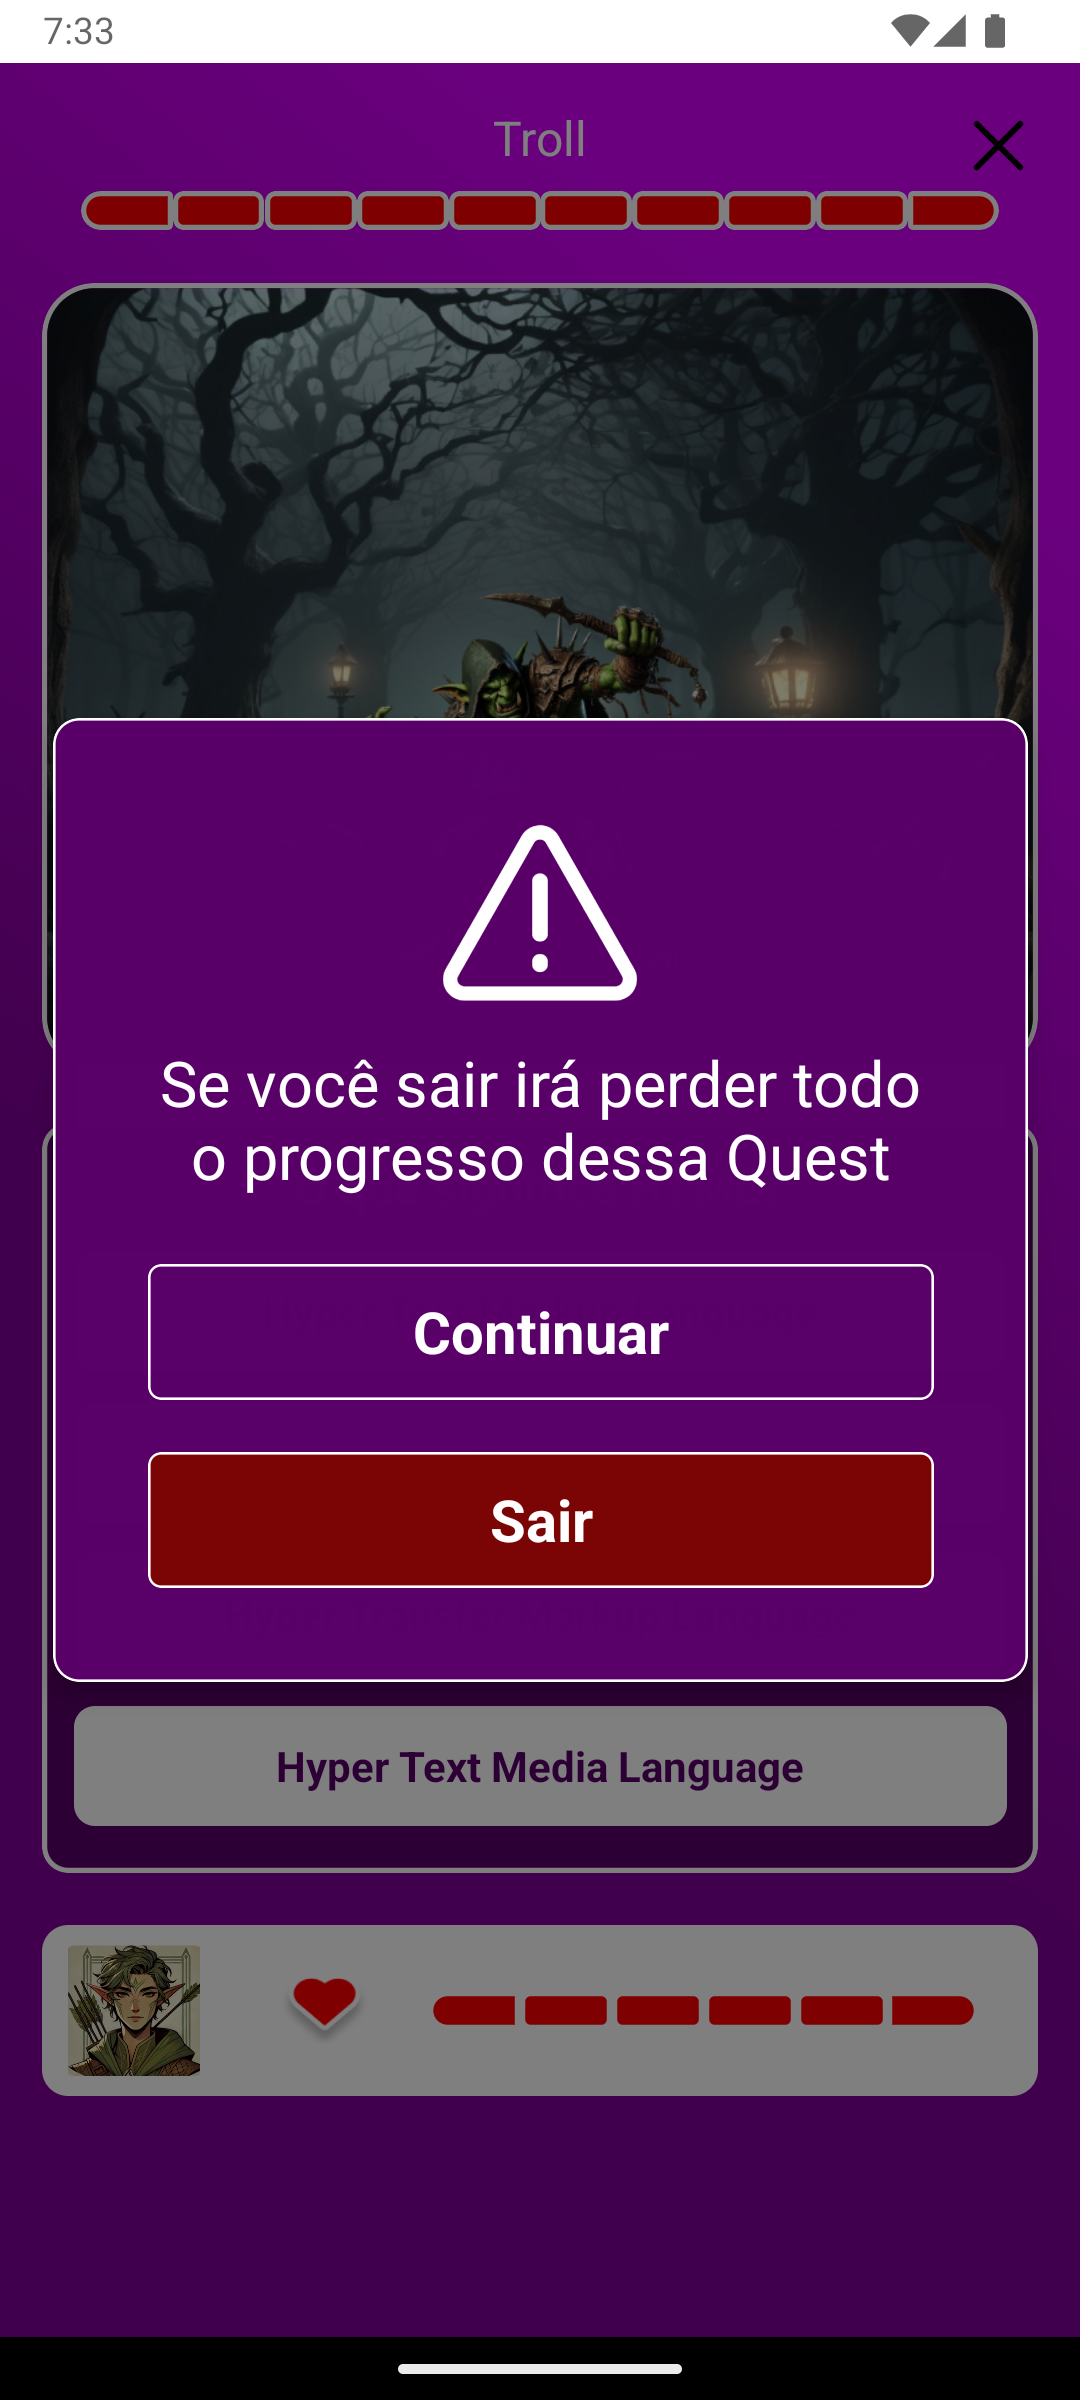 7:33
Troll
Se você sair irá perder todo
o progresso dessa Quest
Continuar
Sair
Hyper Text Media Language